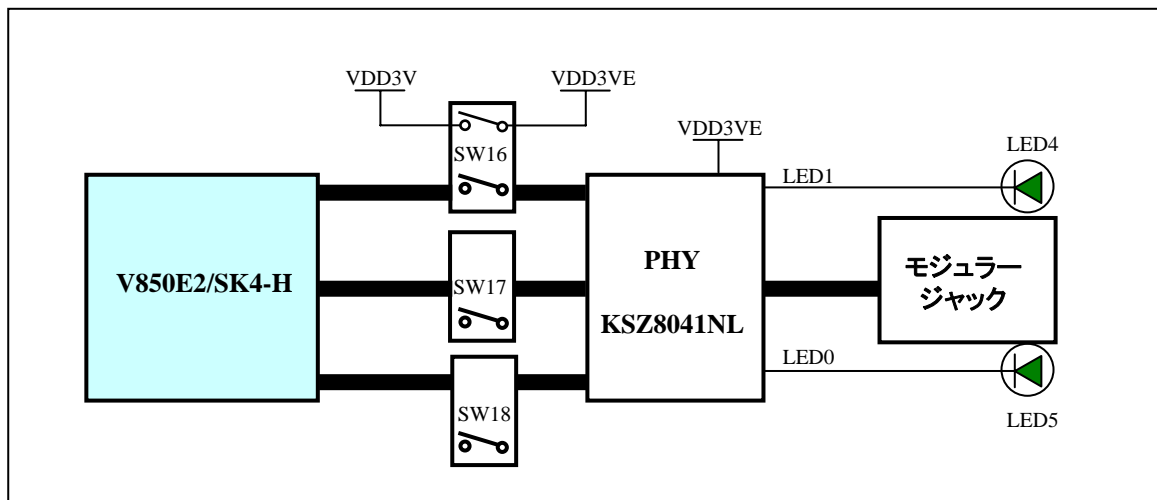 VDD3V
VDD3VE
SW16
VDD3VE
LED4
LED1
V850E2/SK4-H
SW17
PHY
KSZ8041NL
モジュラー
ジャック
LED0
SW18
LED5